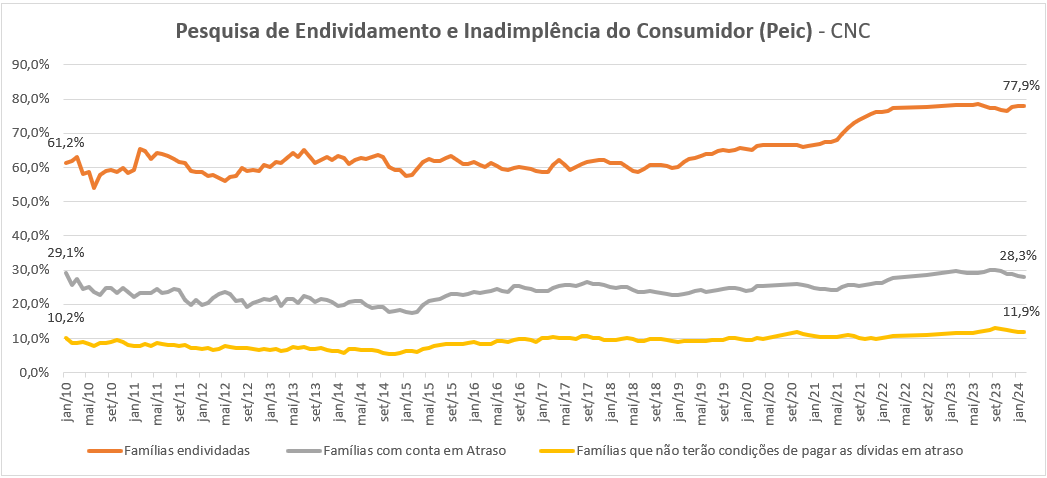 Pesquisa de Endividamento e Inadimplência do Consumidor (Peic) - CNC
90,0%
80,0%
70,0%
60,0%
50,0%
40,0%
30,0%
20,0%
10,0%
0,0%
61,2%
77,9%
29,1%
28,3%
10,2%
11,9%
jan/10
mai/10
set/10
jan/11
mai/11
set/11
jan/12
mai/12
set/12
jan/13
mai/13
set/13
jan/14
mai/14
set/14
jan/15
mai/15
set/15
jan/16
mai/16
set/16
jan/17
mai/17
set/17
jan/18
mai/18
set/18
jan/19
mai/19
set/19
jan/20
mai/20
set/20
jan/21
mai/21
set/21
jan/22
mai/22
set/22
jan/23
mai/23
set/23
jan/24
Famílias endividadas
Famílias com conta em Atraso
Famílias que não terão condições de pagar as dívidas em atraso